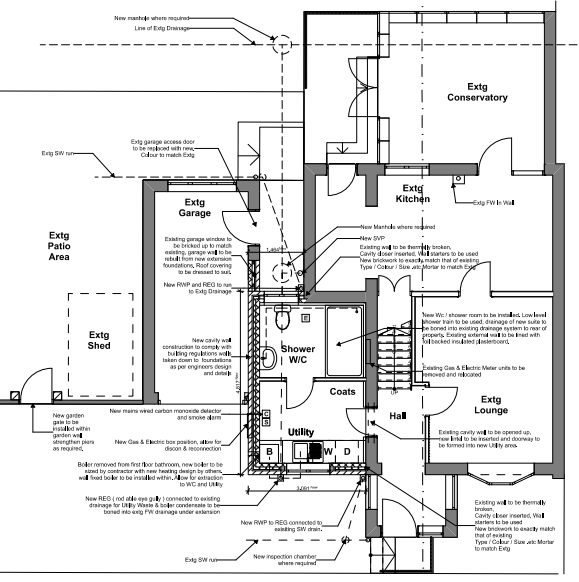 New manhole where required
Line of Extg Drainage
Extg
Conservatory
Extg garage access door
to be replaced with new
Colour to match Extg
Extg SW run
Extg
Garage
Extg
Kitchen
Extg FW In Wall
Extg
Patio
Area
New Manhole where required
New SVP
Existing wall to be thermally broken,
Cavity closer inserted, Wall starters to be used
New brickwork to exactly match that of existing
Type / Colour / Size etc Mortar to match Extg
Existing garage window to
be bricked up to match
existing, garage wall to be
rebuilt from new extension
foundations, Roof covering
to be dressed to suit.
New RWP and REG to run
to Extg Drainage
New Wc / shower room to be installed. Low level
shower train to be used, drainage of new suite to
be boned into existing drainage system to rear of
property. Existing external wall to be lined with
foil backed insulated plasterboard.
E
Extg
Shed
New cavity wall
construction to comply with
building regulations walls
taken down to foundations
as per engineers design
and details
Shower
W/C
Existing Gas & Electric Meter units to be
removed and relocated
UP
Coats
Extg
Lounge
Hall
New garden
gate to be
installed within
garden wall
strengthen piers
as required.
New mains wired carbon monoxide detector
and smoke alarm
C
S
Utility
New Gas & Electric box position, allow for
discon & reconnection
Existing cavity wall to be opened up,
new lintel to be inserted and doorway to
be formed into new Utility area.
B
W
D
Boiler removed from first floor bathroom, new boiler to be
sized by contractor with new heating design by others.
wall fixed boiler to be installed within. Allow for extraction
to WC and Utility
New REG ( rod able eye gully ) connected to existing
drainage for Utility Waste & boiler condensate to be
boned into extg FW drainage under extension
New RWP to REG connected to
existing SW drain.
Existing wall to be thermally
broken,
Cavity closer inserted, Wall
starters to be used
New brickwork to exactly match
that of existing
Type / Colour / Size etc Mortar
to match Extg
Extg SW run
New inspection chamber
where required